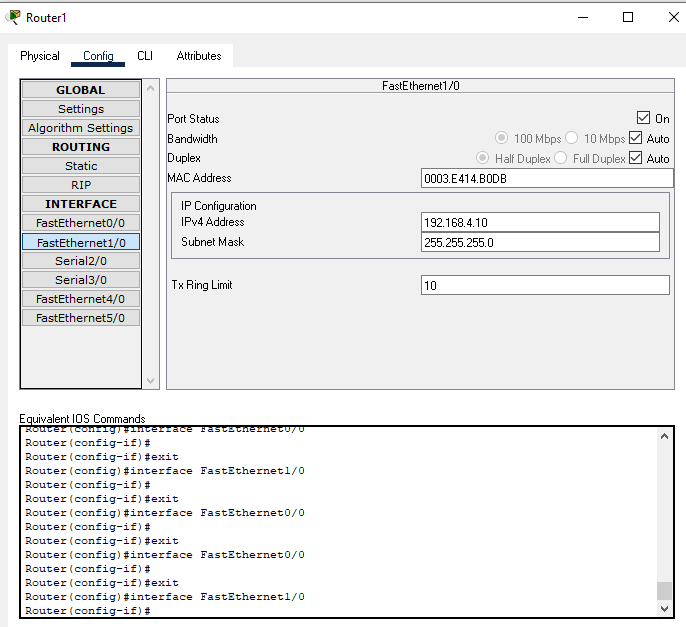 Router1
Physical Config CLI Attributes
GLOBAL
Settings
Algorithm Settings
ROUTING
Static
RIP
INTERFACE
FastEthernet0/0
FastEthernet1/0
Serial2/0
Serial3/0
FastEthernet4/0
FastEthernet5/0
FastEthernet1/0
Port Status On
Bandwidth 100 Mbps 10 Mbps Auto
Duplex Half Duplex Full Duplex Auto
MAC Address 0003.E414.B0DB
IP Configuration
IPv4 Address 192.168.4.10
Subnet Mask 255.255.255.0
Tx Ring Limit 10
Equivalent IOS Commands
Router(config)#interface FastEthernet0/0
Router(config-if)#
Router(config-if)#exit
Router(config)#interface FastEthernet1/0
Router(config-if)#
Router(config-if)#exit
Router(config)#interface FastEthernet0/0
Router(config-if)#
Router(config-if)#exit
Router(config)#interface FastEthernet0/0
Router(config-if)#
Router(config-if)#exit
Router(config)#interface FastEthernet1/0
Router(config-if)#